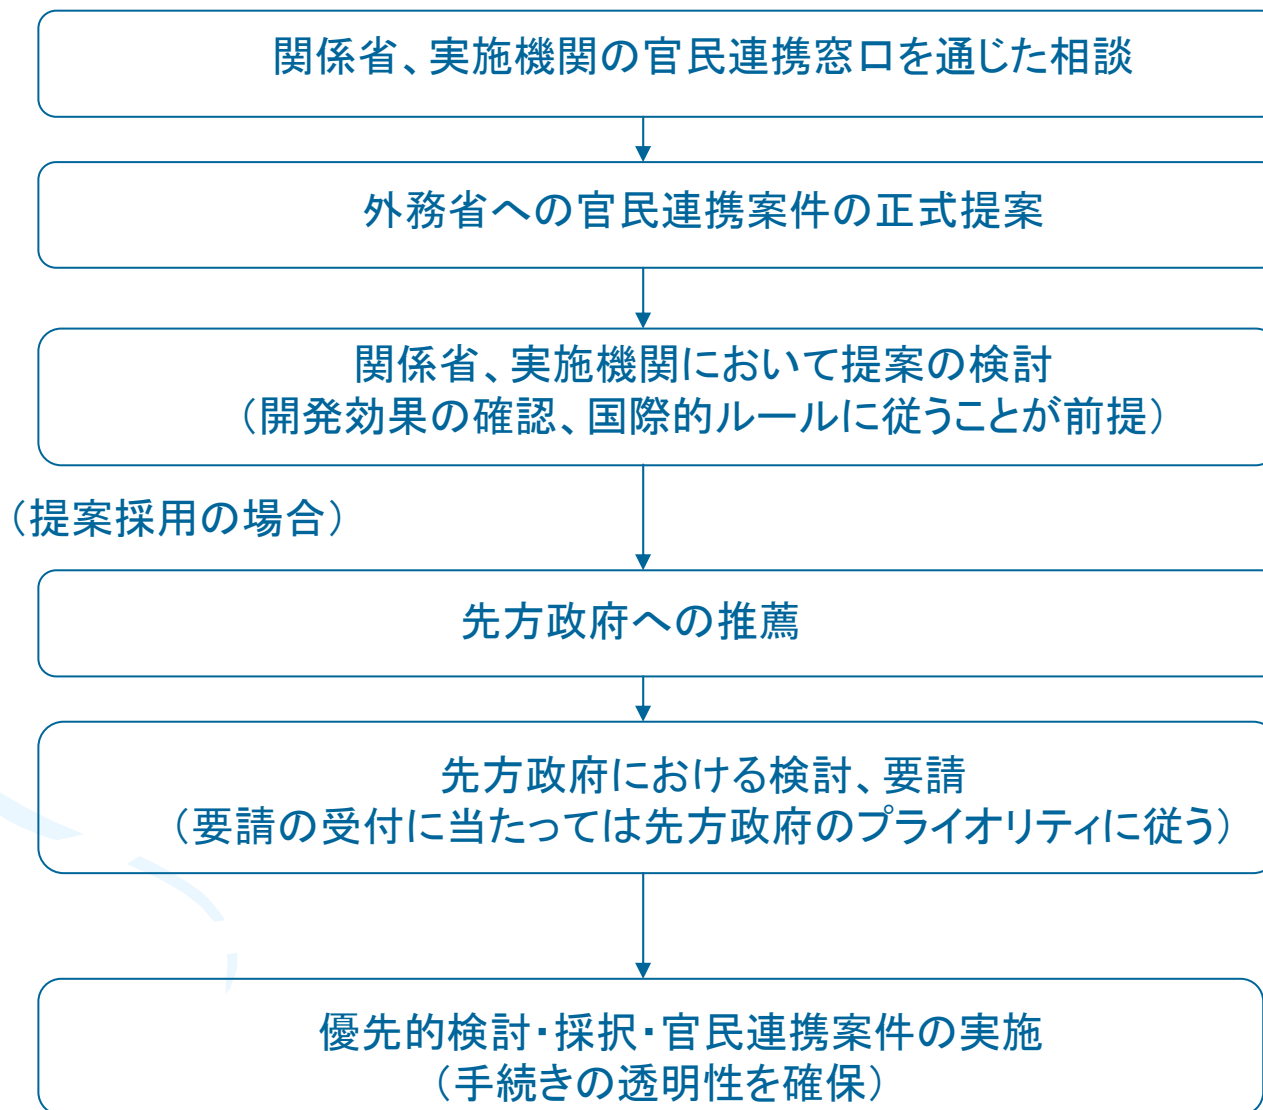 関係省、実施機関の官民連携窓口を通じた相談
外務省への官民連携案件の正式提案
関係省、実施機関において提案の検討
（開発効果の確認、国際的ルールに従うことが前提）
（提案採用の場合）
先方政府への推薦
先方政府における検討、要請
（要請の受付に当たっては先方政府のプライオリティに従う）
優先的検討・採択・官民連携案件の実施
（手続きの透明性を確保）